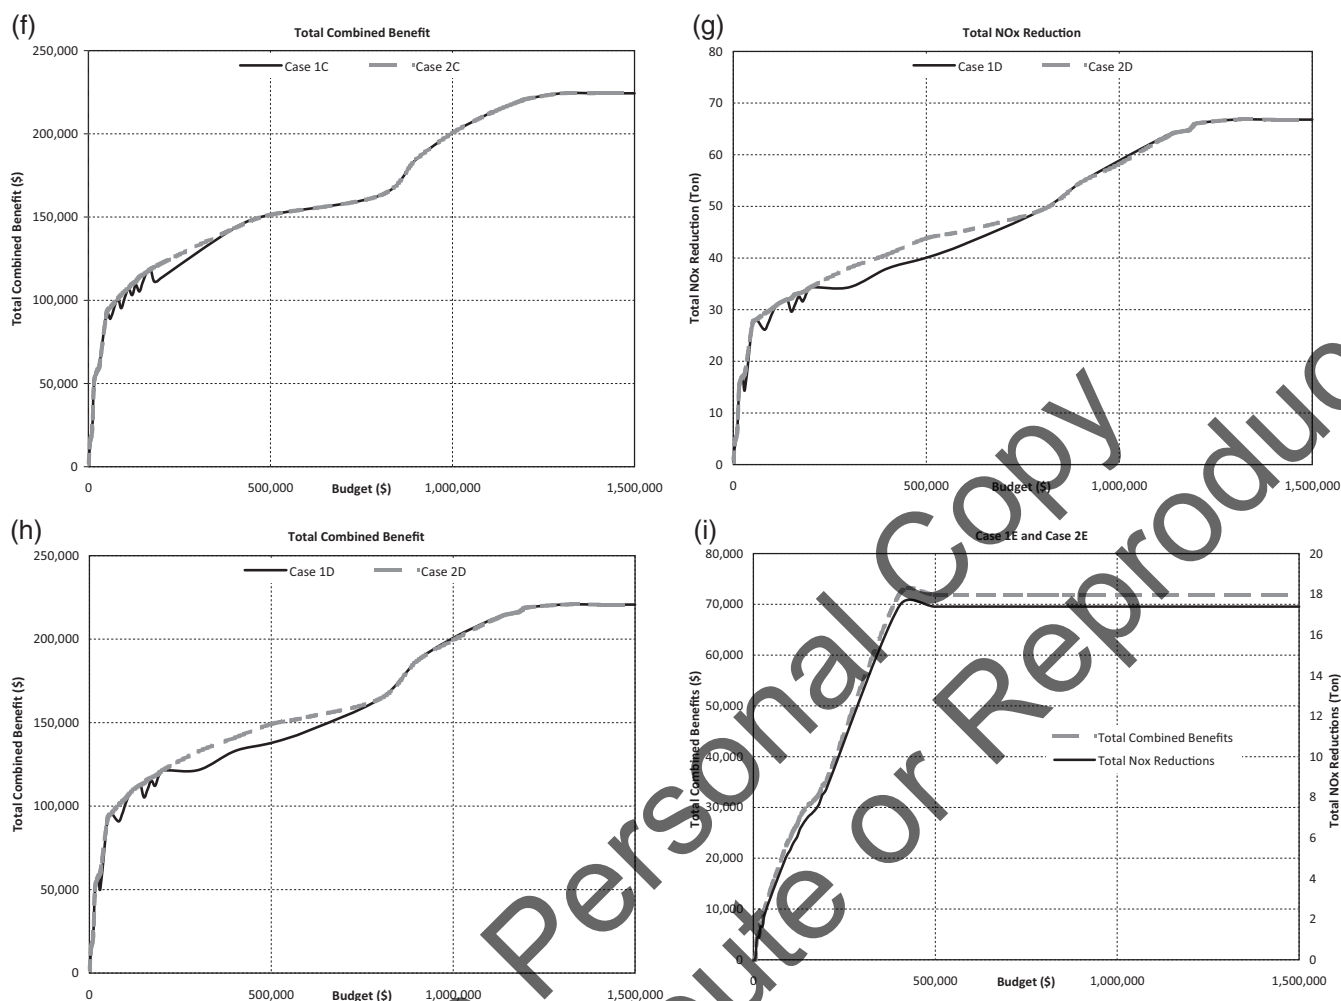 (f)
Total Combined Benefit
250,000
Case 1C
Case 2C
200,000
150,000
100,000
50,000
0
Total Combined Benefit ($)
0
500,000
1,000,000
1,500,000
Budget ($)
(g)
Total NOx Reduction
80
Case 1D
Case 2D
70
60
50
40
30
20
10
0
Total NOx Reduction (Ton)
0
500,000
1,000,000
1,500,000
Budget ($)
(h)
Total Combined Benefit
250,000
Case 1D
Case 2D
200,000
150,000
100,000
50,000
0
Total Combined Benefit ($)
0
500,000
1,000,000
1,500,000
Budget ($)
(i)
Case 1E and Case 2E
80,000
70,000
60,000
50,000
40,000
30,000
20,000
10,000
0
Total Combined Benefits ($)
20
18
16
14
12
10
8
6
4
2
0
Total NOx Reductions (Ton)
Total Combined Benefits
Total Nox Reductions
0
500,000
1,000,000
1,500,000
Budget ($)
Personal Copy
or